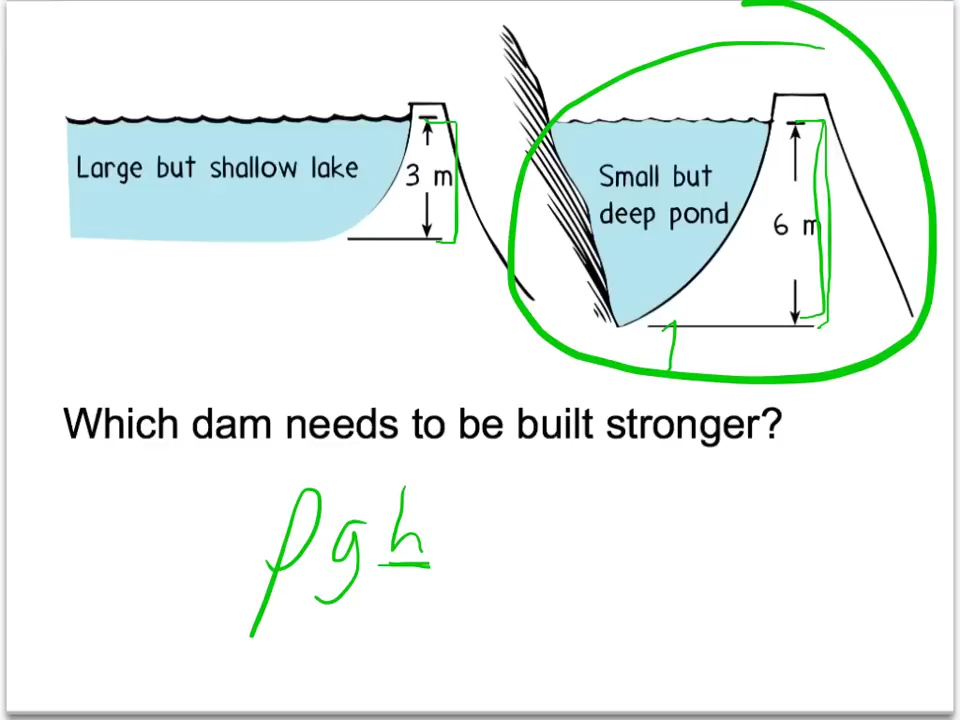 Large but shallow lake
3 m
Small but
deep pond
6 m
Which dam needs to be built stronger?
ρgh